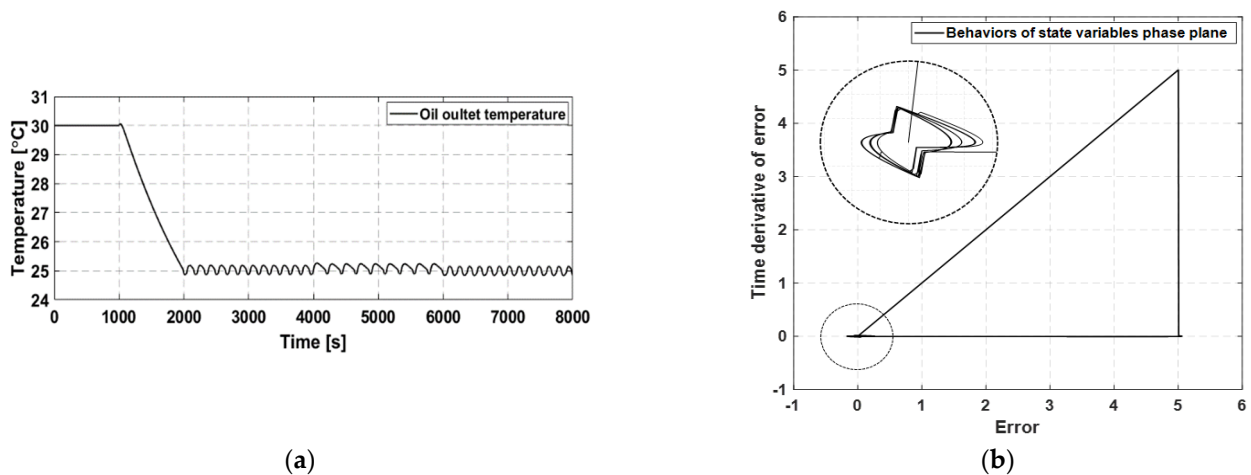 31
30
29
28
27
26
25
24
Temperature [°C]
Oil oultet temperature
0 1000 2000 3000 4000 5000 6000 7000 8000
Time [s]
(a)
6
5
4
3
2
1
0
-1
Time derivative of error
Behaviors of state variables phase plane
-1 0 1 2 3 4 5 6
Error
(b)